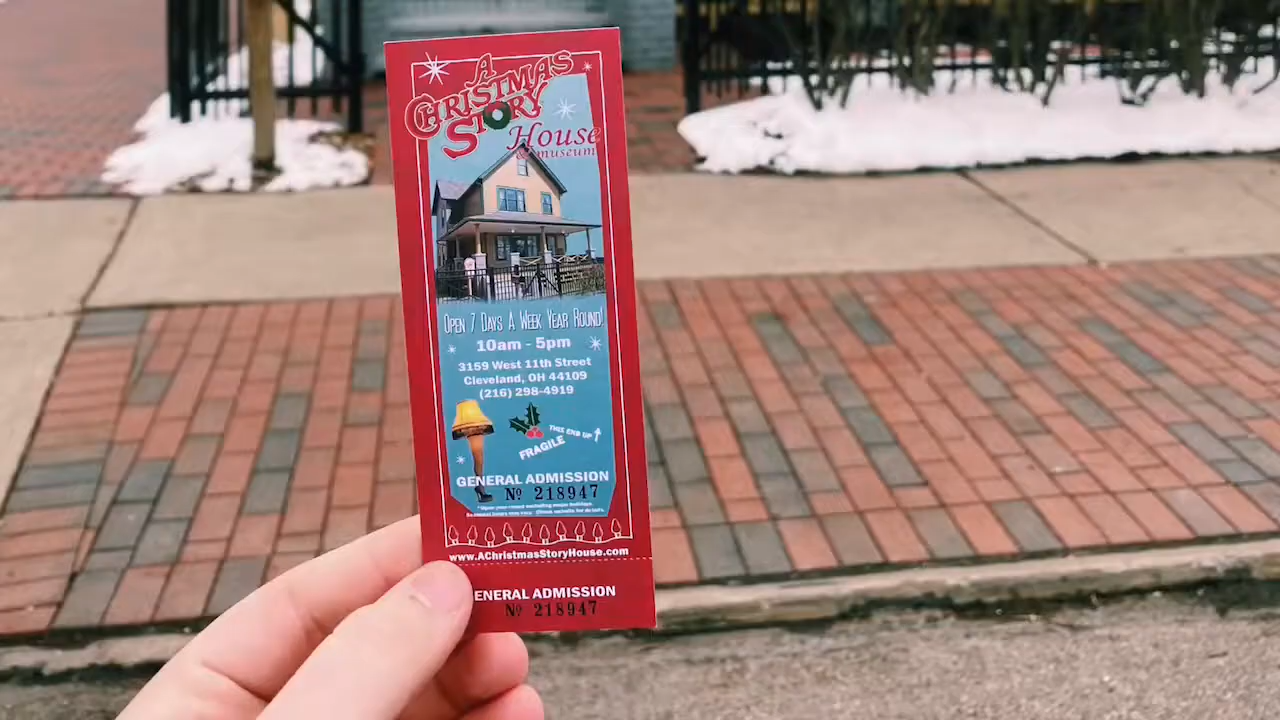 A
CHRISTMAS
STORY
House
& museum
OPEN 7 DAYS A WEEK YEAR ROUND!
10am - 5pm
3159 West 11th Street
Cleveland, OH 44109
(216) 298-4919
THIS END UP
FRAGILE
GENERAL ADMISSION
Nº 218947
www.AChristmasStoryHouse.com
ENERAL ADMISSION
Nº 218947